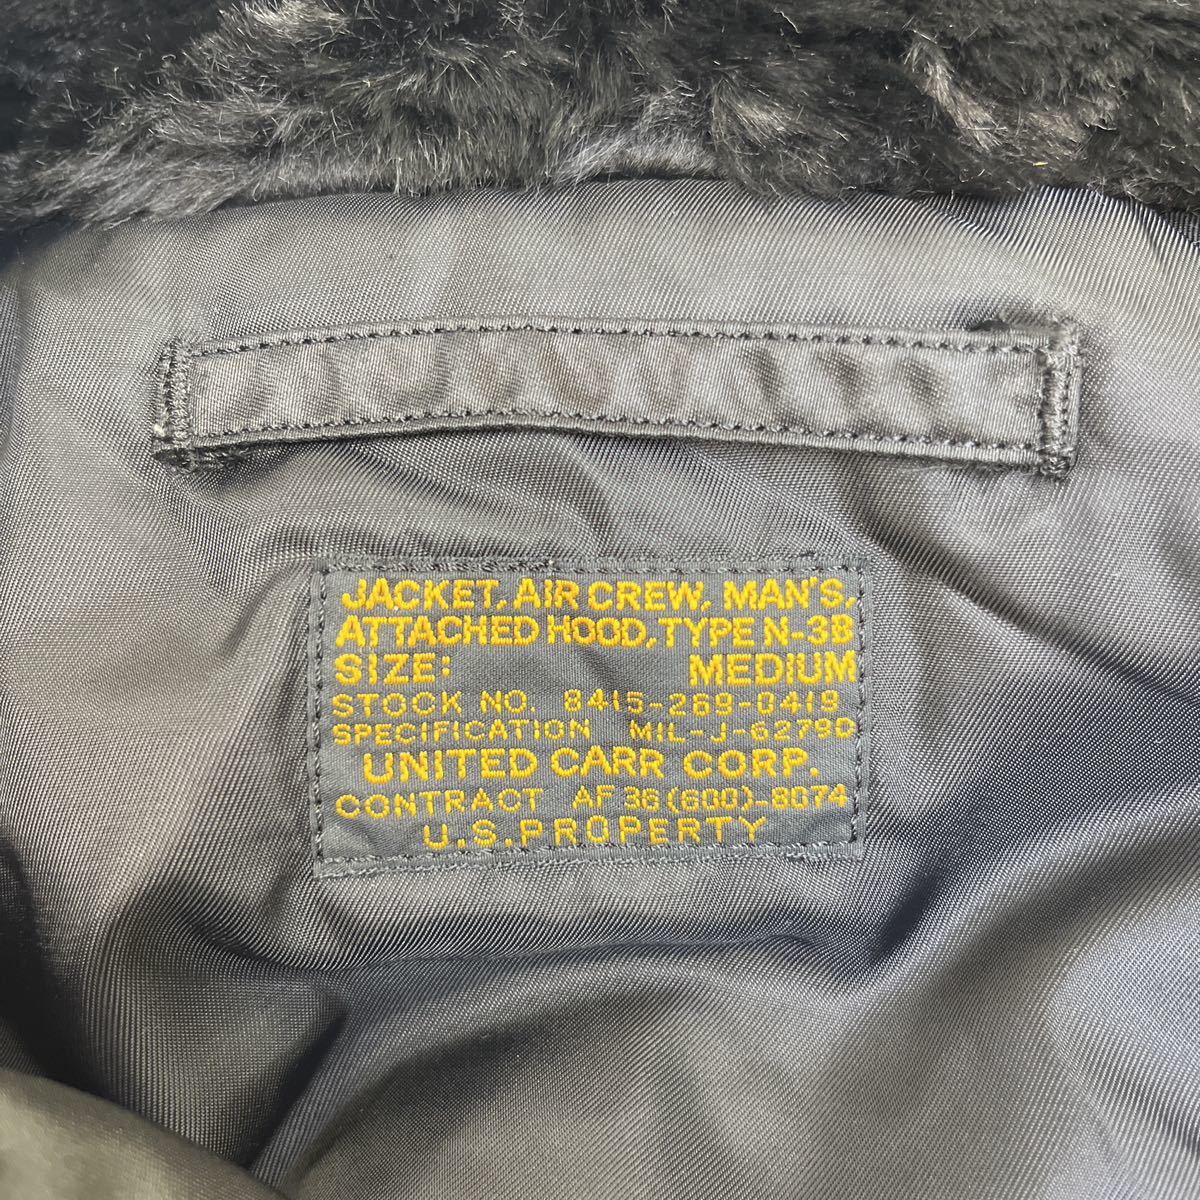 JACKET, AIR CREW, MAN'S,
ATTACHED HOOD, TYPE N-3B
SIZE: MEDIUM
STOCK NO. 8415-269-0419
SPECIFICATION MIL-J-6279D
UNITED CARR CORP.
CONTRACT AF 36 (600)-8074
U.S. PROPERTY